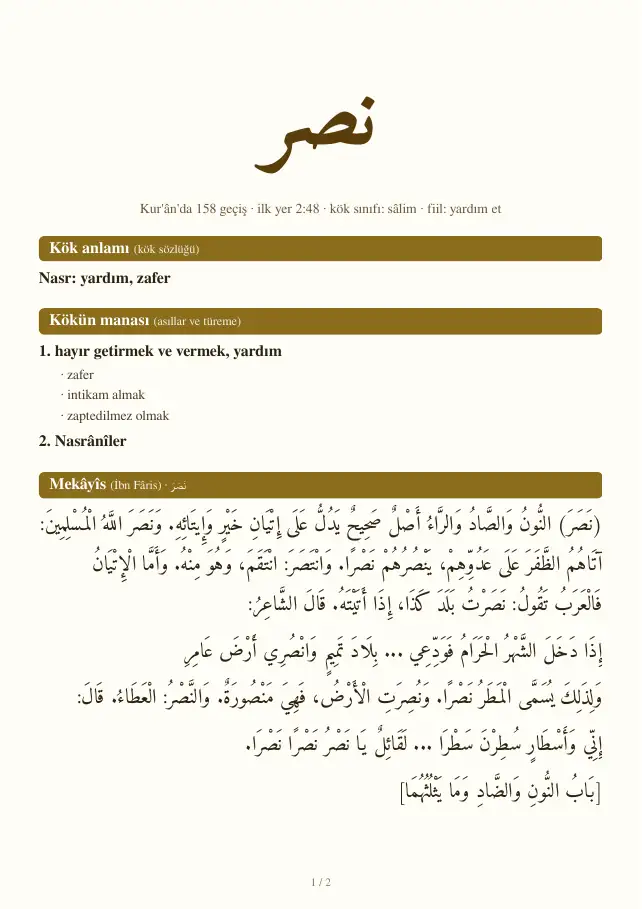 نصر
Kur'ân'da 158 geçiş · ilk yer 2:48 · kök sınıfı: sâlim · fiil: yardım et
Kök anlamı (kök sözlüğü)
Nasr: yardım, zafer
Kökün manası (asıllar ve türeme)
1. hayır getirmek ve vermek, yardım
· zafer
· intikam almak
· zaptedilmez olmak
2. Nasrânîler
Mekâyîs (İbn Fâris) · نَصَرَ
(نَصَرَ) النُّونُ وَالصَّادُ وَالرَّاءُ أَصْلٌ صَحِيحٌ يَدُلُّ عَلَى إِتْيَانِ خَيْرٍ وَإِيتَائِهِ. وَنَصَرَ اللَّهُ الْمُسْلِمِينَ:
آتَاهُمُ الظَّفَرَ عَلَى عَدُوِّهِمْ، يَنْصُرُهُمْ نَصْرًا. وَانْتَصَرَ: انْتَقَمَ، وَهُوَ مِنْهُ. وَأَمَّا الْإِتْيَانُ
فَالْعَرَبُ تَقُولُ: نَصَرْتُ بَلَدَ كَذَا، إِذَا أَتَيْتَهُ. قَالَ الشَّاعِرُ:
إِذَا دَخَلَ الشَّهْرُ الْحَرَامُ فَوَدِّعِي ... بِلَادَ تَمِيمٍ وَانْصُرِي أَرْضَ عَامِرِ
وَلِذَلِكَ يُسَمَّى الْمَطَرُ نَصْرًا. وَنُصِرَتِ الْأَرْضُ، فَهِيَ مَنْصُورَةٌ. وَالنَّصْرُ: الْعَطَاءُ. قَالَ:
إِنِّي وَأَسْطَارٍ سُطِرْنَ سَطْرَا ... لَقَائِلٌ يَا نَصْرُ نَصْرًا نَصْرَا.
[بَابُ النُّونِ وَالضَّادِ وَمَا يَثْلُثُهُمَا]
1 / 2